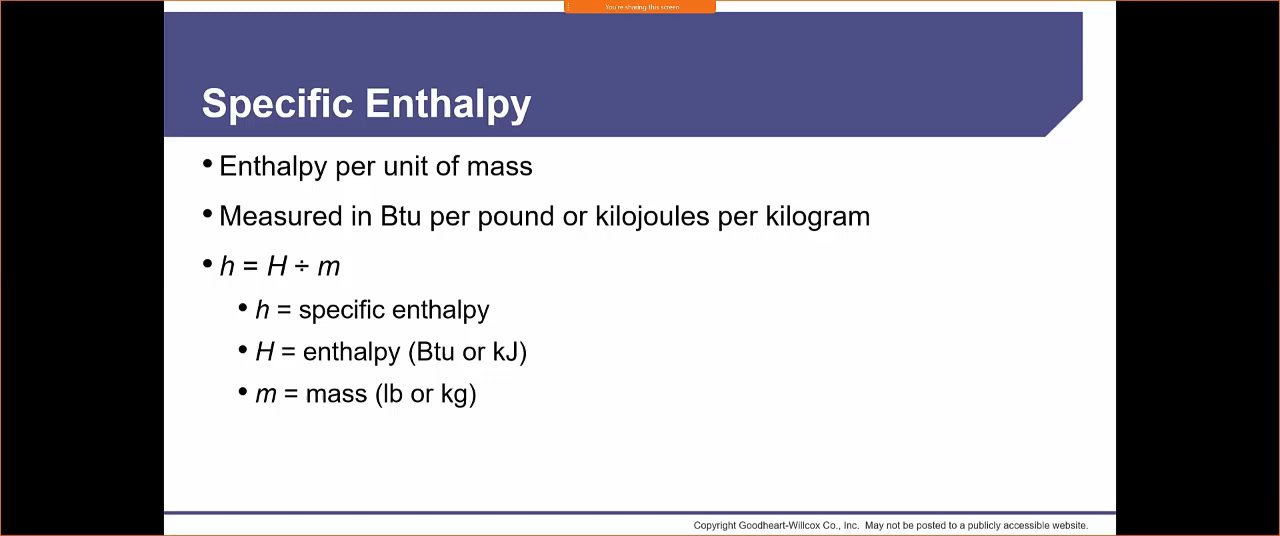 You're sharing this screen
Specific Enthalpy
• Enthalpy per unit of mass
• Measured in Btu per pound or kilojoules per kilogram
• h = H ÷ m
• h = specific enthalpy
• H = enthalpy (Btu or kJ)
• m = mass (lb or kg)
Copyright Goodheart-Willcox Co., Inc.  May not be posted to a publicly accessible website.